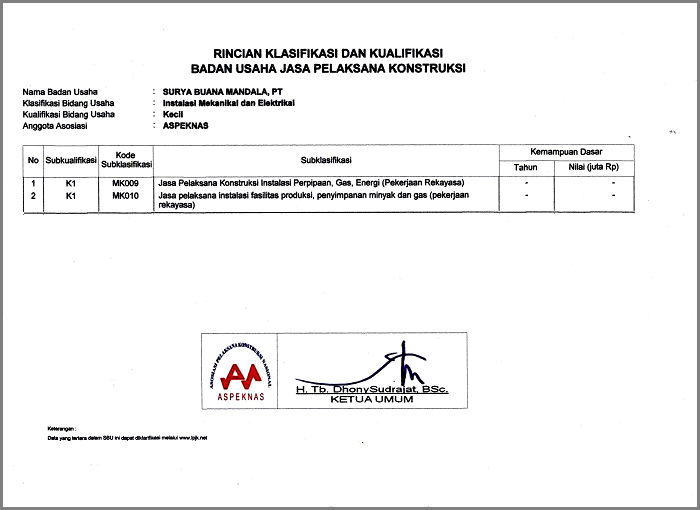 RINCIAN KLASIFIKASI DAN KUALIFIKASI
BADAN USAHA JASA PELAKSANA KONSTRUKSI
Nama Badan Usaha : SURYA BUANA MANDALA, PT
Klasifikasi Bidang Usaha : Instalasi Mekanikal dan Elektrikal
Kualifikasi Bidang Usaha : Kecil
Anggota Asosiasi : ASPEKNAS
No Subkualifikasi Kode Subklasifikasi Subklasifikasi Kemampuan Dasar
Tahun Nilai (juta Rp)
1 K1 MK009 Jasa Pelaksana Konstruksi Instalasi Perpipaan, Gas, Energi (Pekerjaan Rekayasa) - -
2 K1 MK010 Jasa pelaksana instalasi fasilitas produksi, penyimpanan minyak dan gas (pekerjaan - -
rekayasa)
ASOSIASI PELAKSANA KONSTRUKSI NASIONAL
ASPEKNAS
H. Tb. DhonySudrajat, BSc.
KETUA UMUM
Keterangan :
Data yang tertera dalam SBU ini dapat diklarifikasi melalui www.lpjk.net